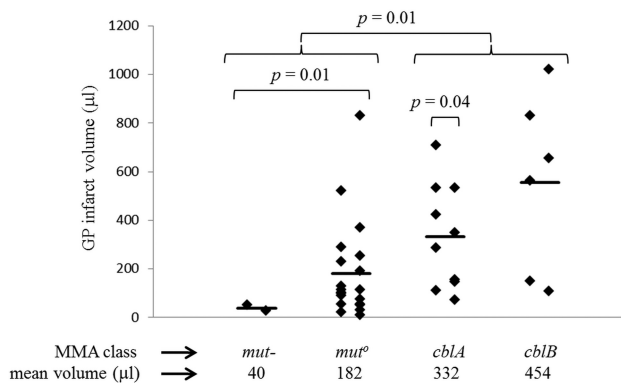 1200
p = 0.01
1000
p = 0.01
800
p = 0.04
600
400
200
0
GP infarct volume (µl)
MMA class mut- mutº cblA cblB
mean volume (µl) 40 182 332 454